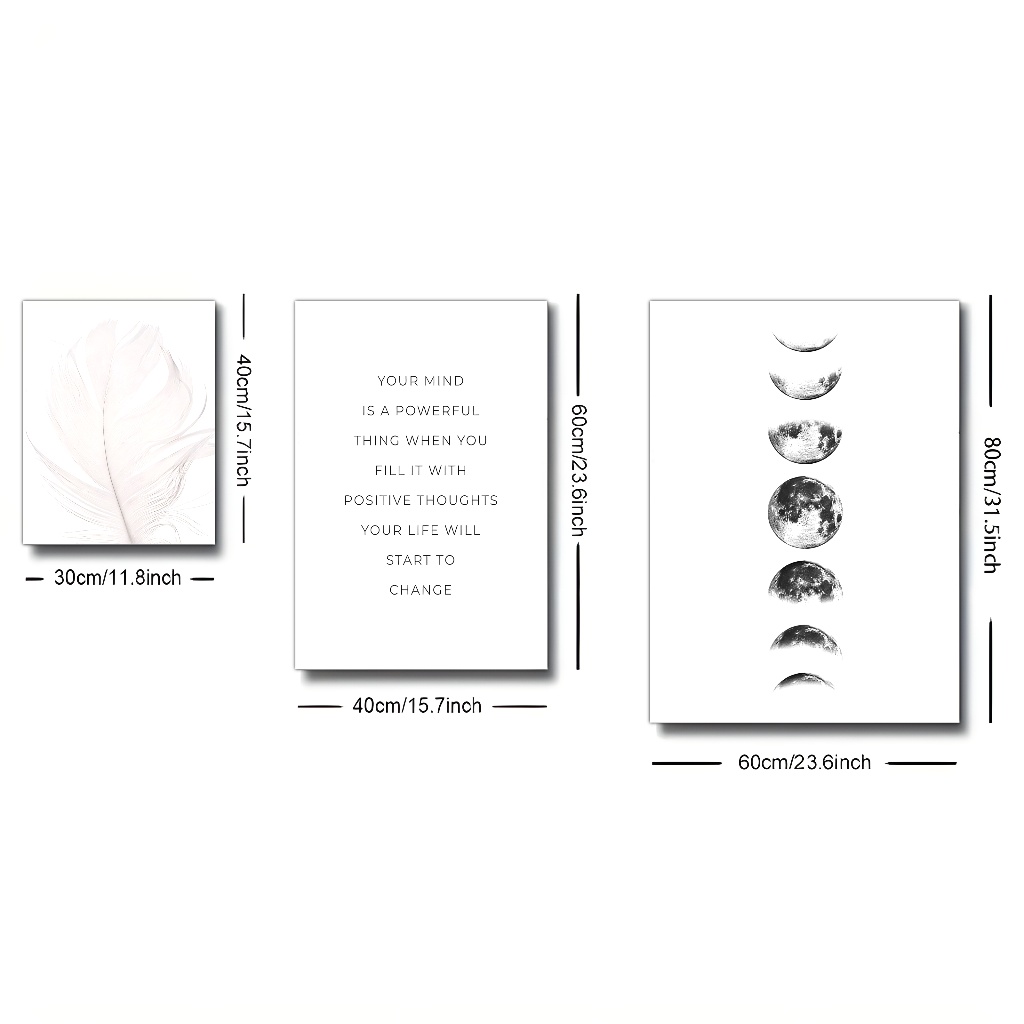 40cm/15.7inch
30cm/11.8inch
YOUR MIND
IS A POWERFUL
THING WHEN YOU
FILL IT WITH
POSITIVE THOUGHTS
YOUR LIFE WILL
START TO
CHANGE
60cm/23.6inch
40cm/15.7inch
80cm/31.5inch
60cm/23.6inch